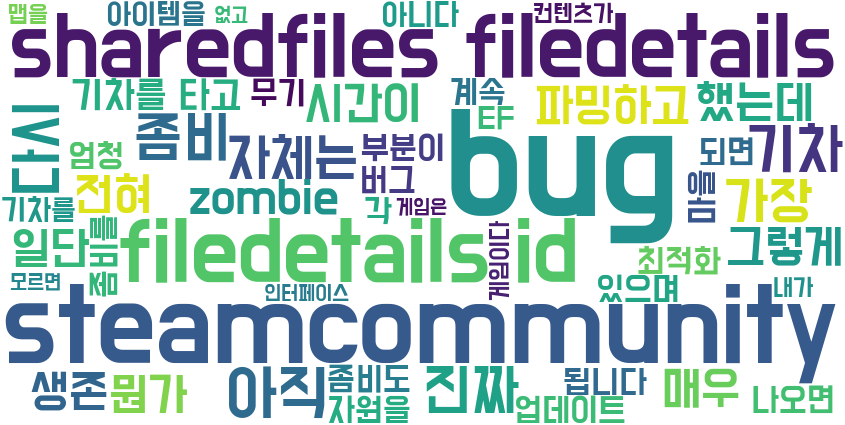 맵을 아이템을 없고 아니다 컨텐츠가
sharedfiles filedetails
기차를 타고 무기 시간이 계속 EF 파밍하고 했는데
다시 엄청 좀비 자체는 부분이 bug 되면 기차
기차를 전혀 zombie 버그 각 게임은 맘을 가장
일단 좀비를 filedetails id 게임이다 최적화 그렇게
모르면 인터페이스 있으며 내가
steamcommunity
생존 뭔가 아직 좀비도 진짜 됩니다 매우
자원을 업데이트 나오면